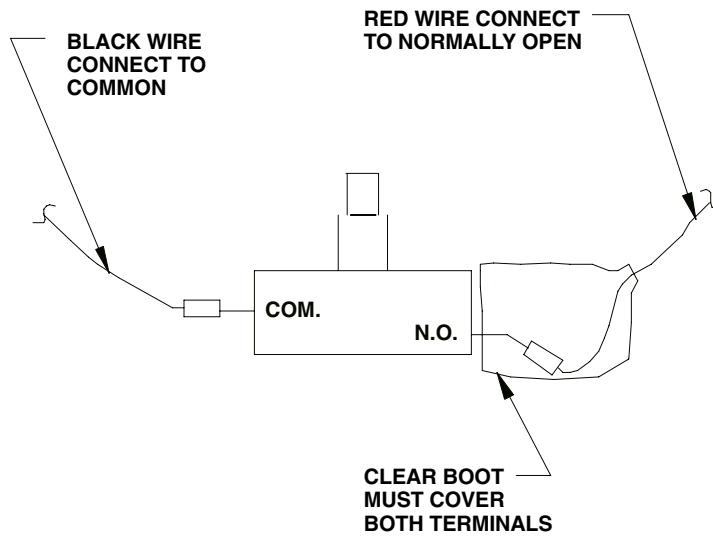 BLACK WIRE
CONNECT TO
COMMON
RED WIRE CONNECT
TO NORMALLY OPEN
COM.
N.O.
CLEAR BOOT
MUST COVER
BOTH TERMINALS